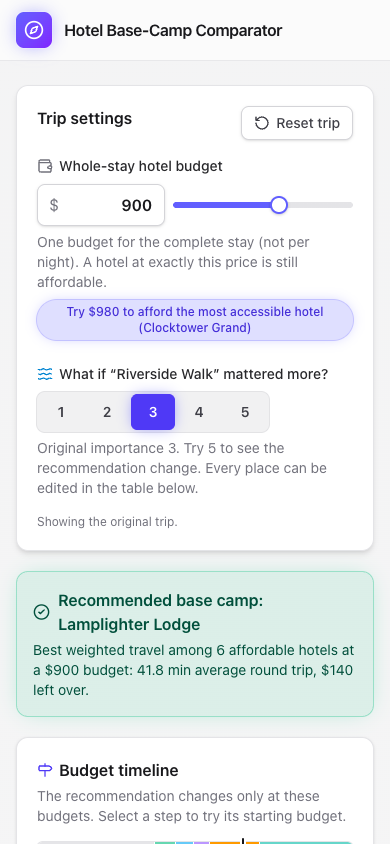 Hotel Base-Camp Comparator
Trip settings
Reset trip
Whole-stay hotel budget
$ 900
One budget for the complete stay (not per
night). A hotel at exactly this price is still
affordable.
Try $980 to afford the most accessible hotel
(Clocktower Grand)
What if “Riverside Walk” mattered more?
1 2 3 4 5
Original importance 3. Try 5 to see the
recommendation change. Every place can be
edited in the table below.
Showing the original trip.
Recommended base camp:
Lamplighter Lodge
Best weighted travel among 6 affordable hotels at
a $900 budget: 41.8 min average round trip, $140
left over.
Budget timeline
The recommendation changes only at these
budgets. Select a step to try its starting budget.